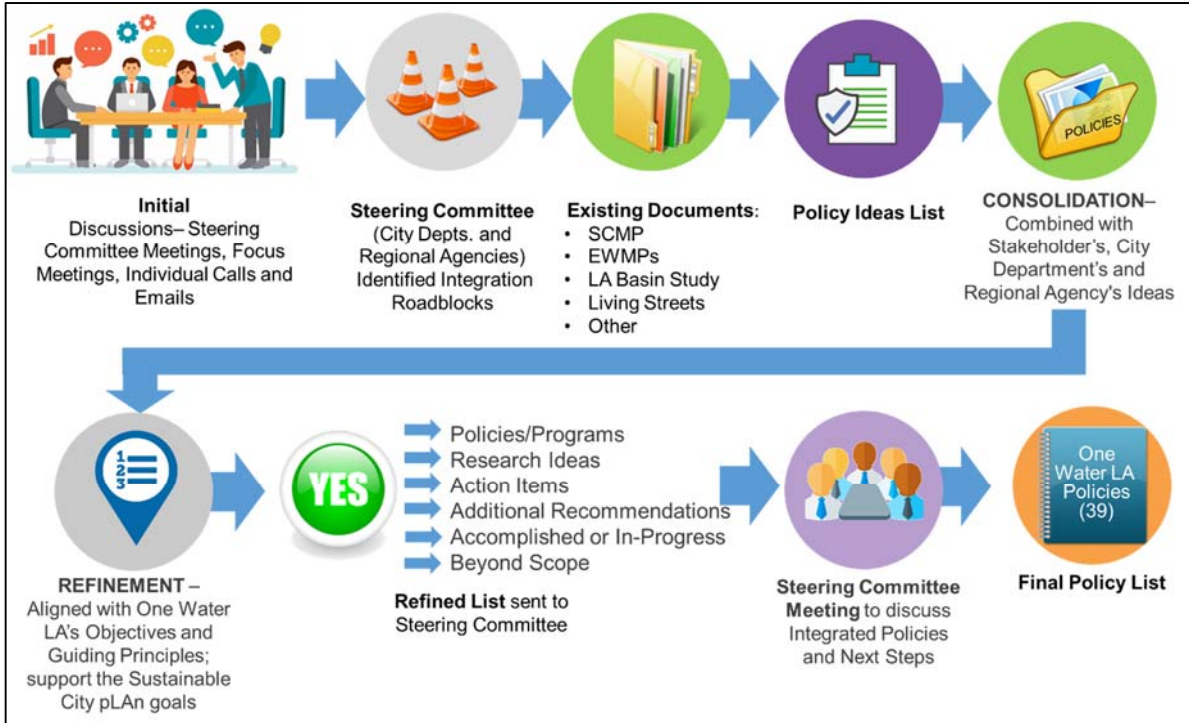 Initial
Discussions– Steering
Committee Meetings, Focus
Meetings, Individual Calls and
Emails
Steering Committee
(City Depts. and
Regional Agencies)
Identified Integration
Roadblocks
Existing Documents:
• SCMP
• EWMPs
• LA Basin Study
• Living Streets
• Other
Policy Ideas List
POLICIES
CONSOLIDATION–
Combined with
Stakeholder's, City
Department's and
Regional Agency's Ideas
1
2
3
REFINEMENT –
Aligned with One Water
LA's Objectives and
Guiding Principles;
support the Sustainable
City pLAn goals
YES
Policies/Programs
Research Ideas
Action Items
Additional Recommendations
Accomplished or In-Progress
Beyond Scope
Refined List sent to
Steering Committee
Steering Committee
Meeting to discuss
Integrated Policies
and Next Steps
One
Water LA
Policies
(39)
Final Policy List